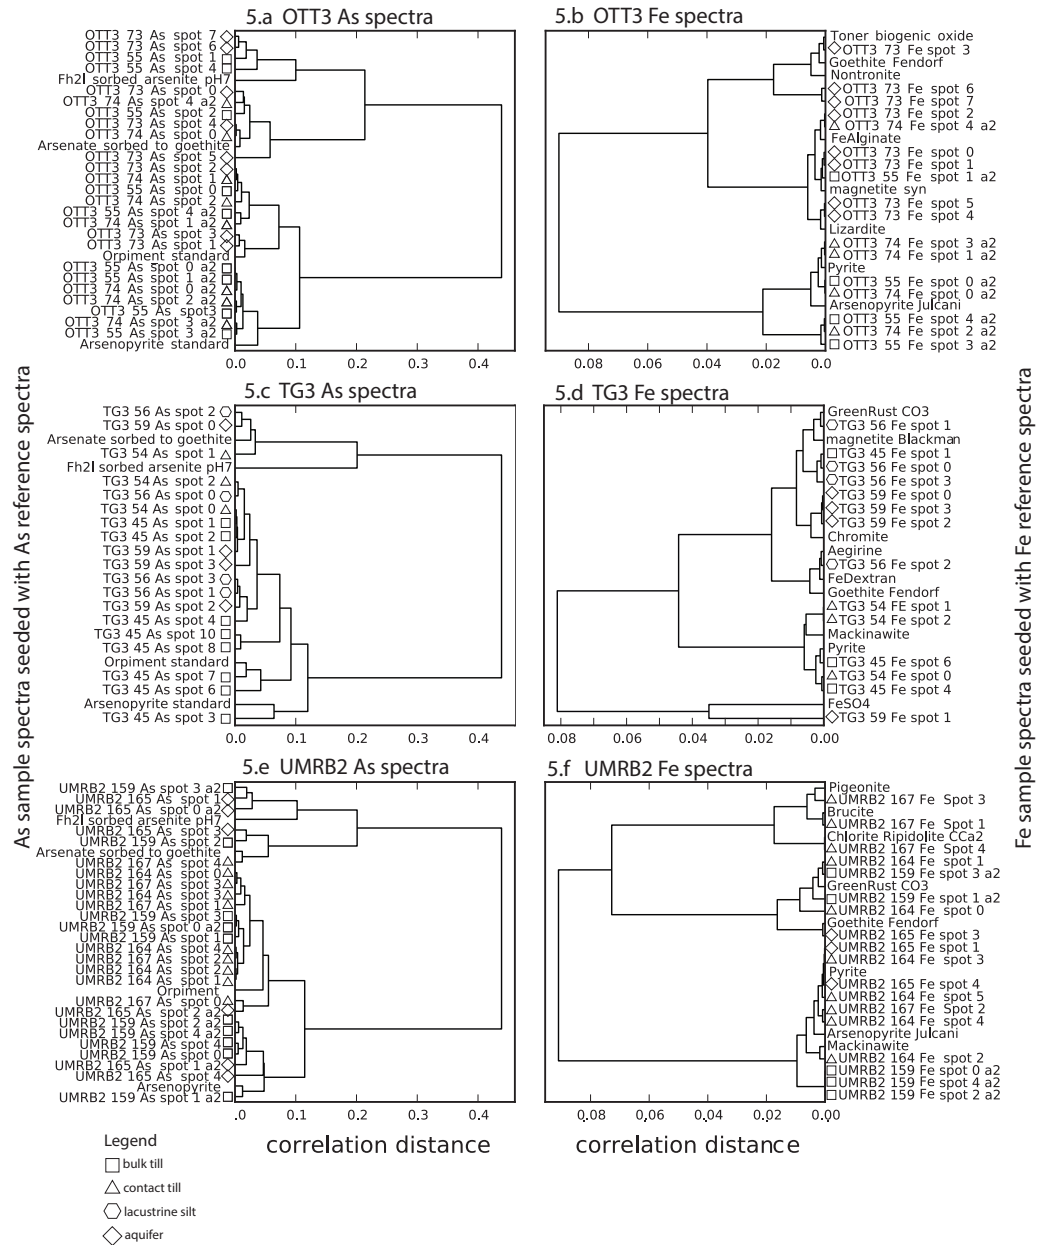 5.a OTT3 As spectra
OTT3 73 As spot 7
OTT3 73 As spot 6
OTT3 55 As spot 1
OTT3 55 As spot 4
Fh2l sorbed arsenite pH7
OTT3 73 As spot 0
OTT3 74 As spot 4 a2
OTT3 55 As spot 2
OTT3 73 As spot 4
OTT3 74 As spot 0
Arsenate sorbed to goethite
OTT3 73 As spot 5
OTT3 73 As spot 2
OTT3 74 As spot 1
OTT3 55 As spot 0
OTT3 74 As spot 2
OTT3 55 As spot 4 a2
OTT3 74 As spot 1 a2
OTT3 73 As spot 3
OTT3 73 As spot 1
Orpiment standard
OTT3 55 As spot 0 a2
OTT3 55 As spot 1 a2
OTT3 74 As spot 0 a2
OTT3 74 As spot 2 a2
OTT3 55 As spot3
OTT3 74 As spot 3 a2
OTT3 55 As spot 3 a2
Arsenopyrite standard
0.0 0.1 0.2 0.3 0.4
5.b OTT3 Fe spectra
Toner biogenic oxide
OTT3 73 Fe spot 3
Goethite Fendorf
Nontronite
OTT3 73 Fe spot 6
OTT3 73 Fe spot 7
OTT3 73 Fe spot 2
OTT3 74 Fe spot 4 a2
FeAlginate
OTT3 73 Fe spot 0
OTT3 73 Fe spot 1
OTT3 55 Fe spot 1 a2
magnetite syn
OTT3 73 Fe spot 5
OTT3 73 Fe spot 4
Lizardite
OTT3 74 Fe spot 3 a2
OTT3 74 Fe spot 1 a2
Pyrite
OTT3 55 Fe spot 0 a2
OTT3 74 Fe spot 0 a2
Arsenopyrite Julcani
OTT3 55 Fe spot 4 a2
OTT3 74 Fe spot 2 a2
OTT3 55 Fe spot 3 a2
0.08 0.06 0.04 0.02 0.00
5.c TG3 As spectra
TG3 56 As spot 2
TG3 59 As spot 0
Arsenate sorbed to goethite
TG3 54 As spot 1
Fh2l sorbed arsenite pH7
TG3 54 As spot 2
TG3 56 As spot 0
TG3 54 As spot 0
TG3 45 As spot 1
TG3 45 As spot 2
TG3 59 As spot 1
TG3 59 As spot 3
TG3 56 As spot 3
TG3 56 As spot 1
TG3 59 As spot 2
TG3 45 As spot 4
TG3 45 As spot 10
TG3 45 As spot 8
Orpiment standard
TG3 45 As spot 7
TG3 45 As spot 6
Arsenopyrite standard
TG3 45 As spot 3
0.0 0.1 0.2 0.3 0.4
5.d TG3 Fe spectra
GreenRust CO3
TG3 56 Fe spot 1
magnetite Blackman
TG3 45 Fe spot 1
TG3 56 Fe spot 0
TG3 56 Fe spot 3
TG3 59 Fe spot 0
TG3 59 Fe spot 3
TG3 59 Fe spot 2
Chromite
Aegirine
TG3 56 Fe spot 2
FeDextran
Goethite Fendorf
TG3 54 FE spot 1
TG3 54 Fe spot 2
Mackinawite
Pyrite
TG3 45 Fe spot 6
TG3 54 Fe spot 0
TG3 45 Fe spot 4
FeSO4
TG3 59 Fe spot 1
0.08 0.06 0.04 0.02 0.00
5.e UMRB2 As spectra
UMRB2 159 As spot 3 a2
UMRB2 165 As spot 1
UMRB2 165 As spot 0 a2
Fh2l sorbed arsenite pH7
UMRB2 165 As spot 3
UMRB2 159 As spot 2
Arsenate sorbed to goethite
UMRB2 167 As spot 4
UMRB2 164 As spot 0
UMRB2 167 As spot 3
UMRB2 164 As spot 3
UMRB2 167 As spot 1
UMRB2 159 As spot 3
UMRB2 159 As spot 0 a2
UMRB2 159 As spot 1
UMRB2 164 As spot 4
UMRB2 167 As spot 2
UMRB2 164 As spot 2
UMRB2 164 As spot 1
Orpiment
UMRB2 167 As spot 0
UMRB2 165 As spot 2 a2
UMRB2 159 As spot 2 a2
UMRB2 159 As spot 4 a2
UMRB2 159 As spot 4
UMRB2 159 As spot 0
UMRB2 165 As spot 1 a2
UMRB2 165 As spot 4
Arsenopyrite
UMRB2 159 As spot 1 a2
0.0 0.1 0.2 0.3 0.4
correlation distance
5.f UMRB2 Fe spectra
Pigeonite
UMRB2 167 Fe Spot 3
Brucite
UMRB2 167 Fe Spot 1
Chlorite Ripidolite CCa2
UMRB2 167 Fe Spot 4
UMRB2 164 Fe spot 1
UMRB2 159 Fe spot 3 a2
GreenRust CO3
UMRB2 159 Fe spot 1 a2
UMRB2 164 Fe spot 0
Goethite Fendorf
UMRB2 165 Fe spot 3
UMRB2 165 Fe spot 1
UMRB2 164 Fe spot 3
Pyrite
UMRB2 165 Fe spot 4
UMRB2 164 Fe spot 5
UMRB2 167 Fe Spot 2
UMRB2 164 Fe spot 4
Arsenopyrite Julcani
Mackinawite
UMRB2 164 Fe spot 2
UMRB2 159 Fe spot 0 a2
UMRB2 159 Fe spot 4 a2
UMRB2 159 Fe spot 2 a2
0.08 0.06 0.04 0.02 0.00
correlation distance
As sample spectra seeded with As reference spectra
Fe sample spectra seeded with Fe reference spectra
Legend
bulk till
contact till
lacustrine silt
aquifer